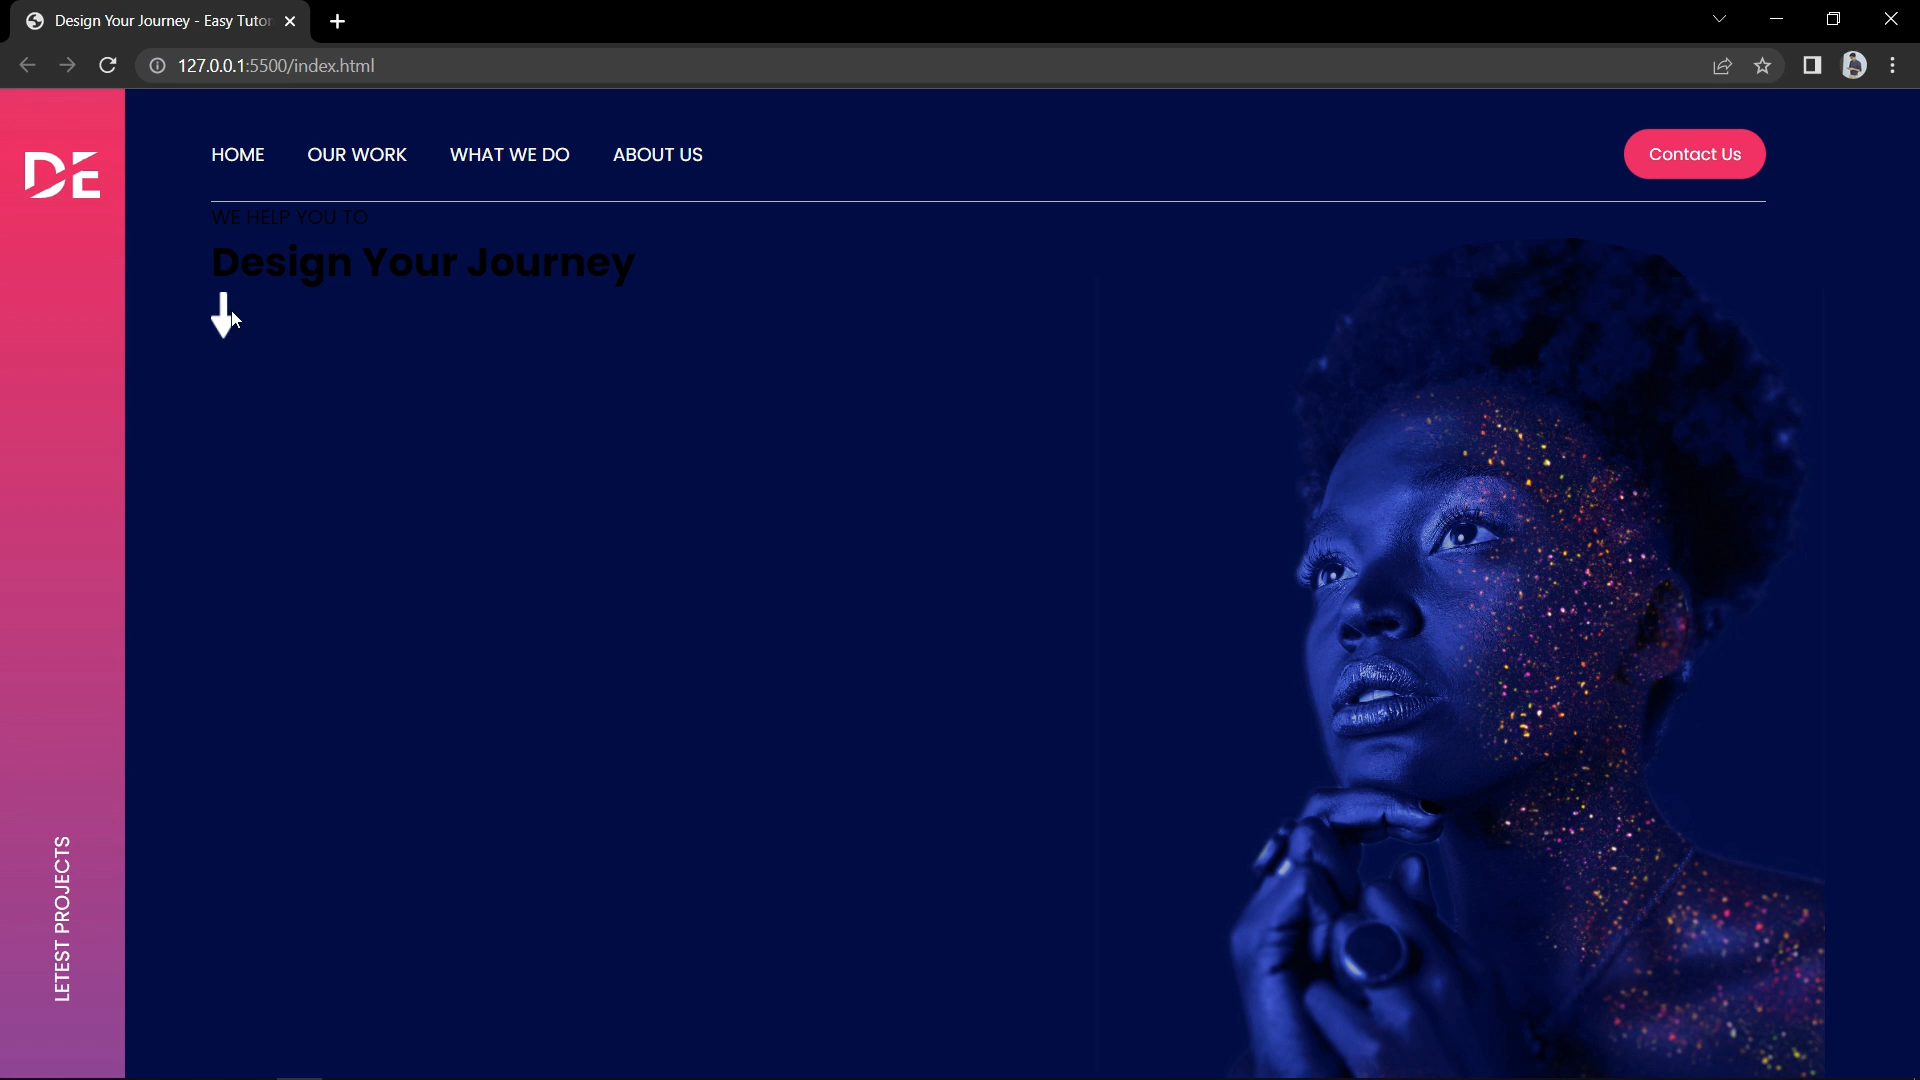 Design Your Journey - Easy Tutor
127.0.0.1:5500/index.html
DE
HOME
OUR WORK
WHAT WE DO
ABOUT US
Contact Us
WE HELP YOU TO
Design Your Journey
LETEST PROJECTS